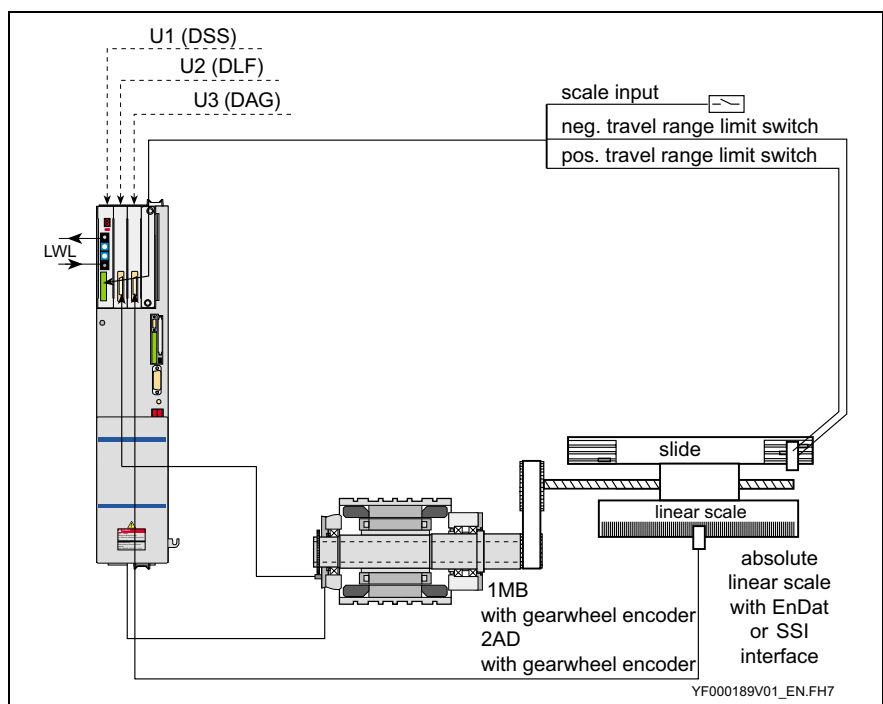 U1 (DSS)
U2 (DLF)
U3 (DAG)
scale input
neg. travel range limit switch
pos. travel range limit switch
LWL
slide
linear scale
1MB
with gearwheel encoder
2AD
with gearwheel encoder
absolute
linear scale
with EnDat
or SSI
interface
YF000189V01_EN.FH7